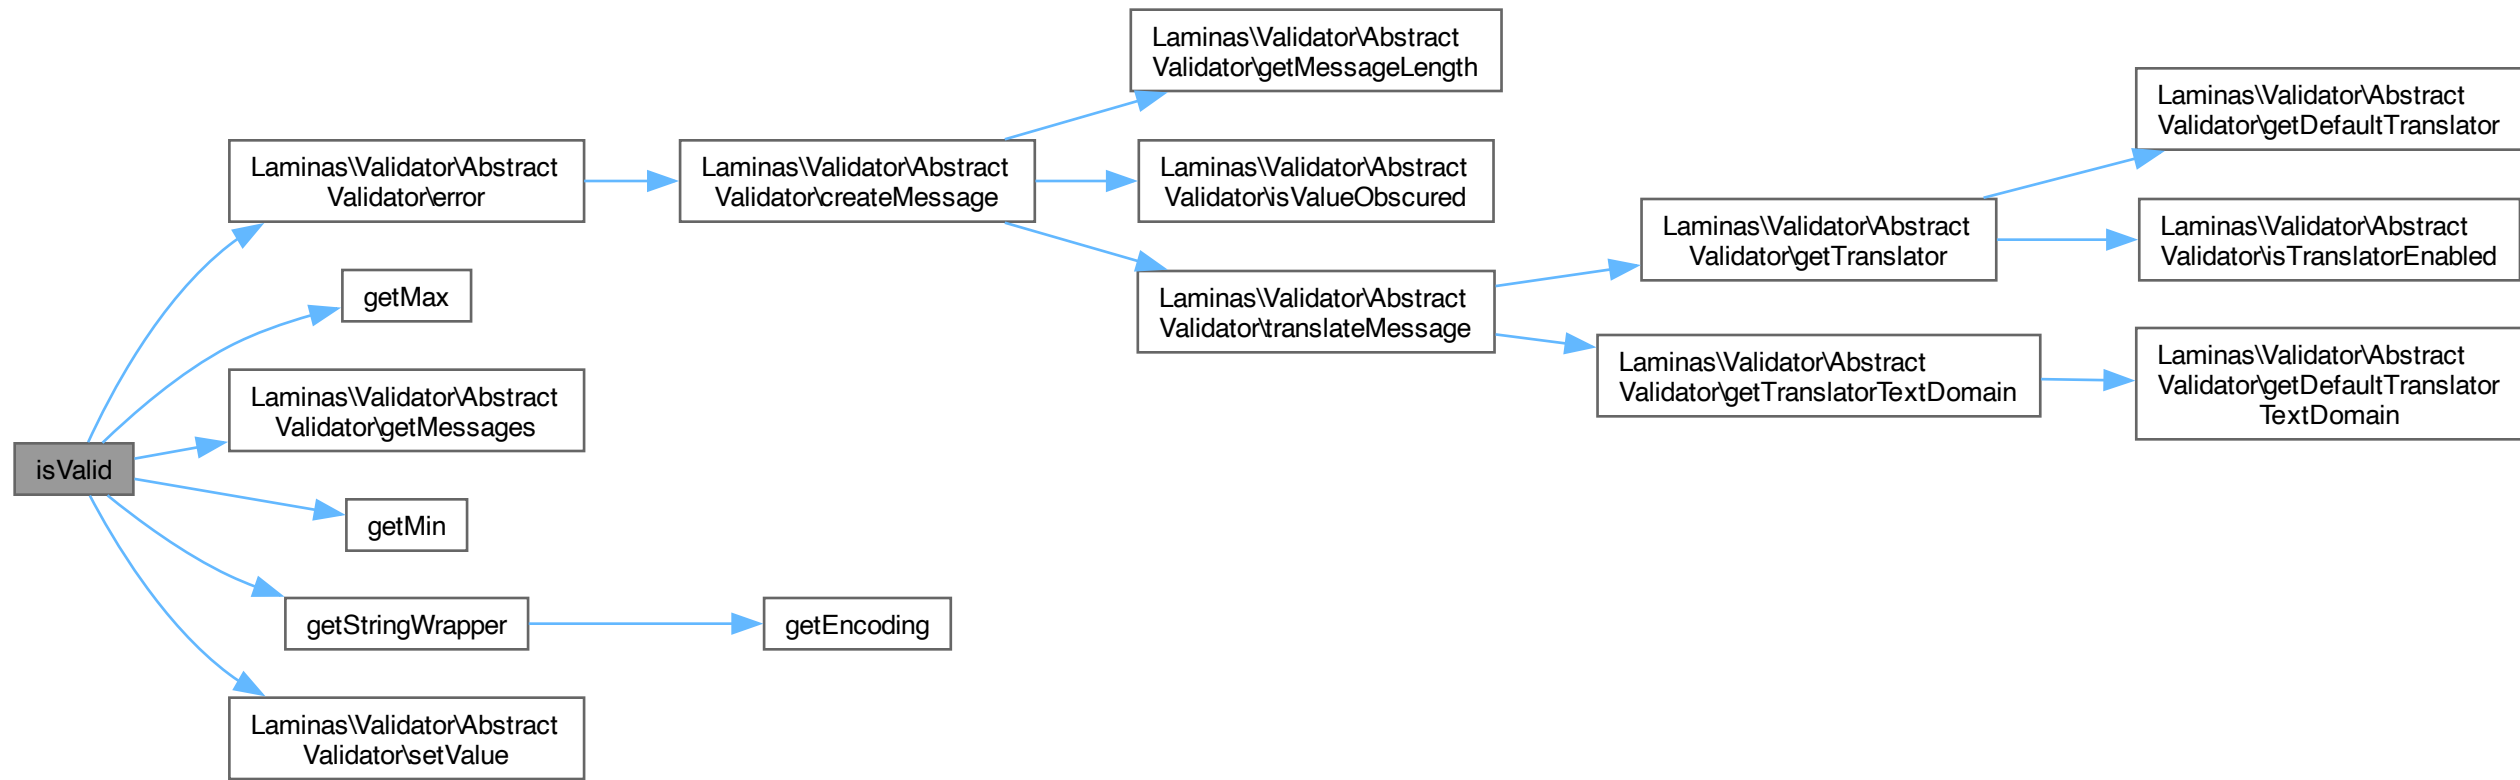 isValid
Laminas\Validator\Abstract
Validator\error
getMax
Laminas\Validator\Abstract
Validator\getMessages
getMin
getStringWrapper
Laminas\Validator\Abstract
Validator\setValue
Laminas\Validator\Abstract
Validator\createMessage
getEncoding
Laminas\Validator\Abstract
Validator\getMessageLength
Laminas\Validator\Abstract
Validator\isValueObscured
Laminas\Validator\Abstract
Validator\translateMessage
Laminas\Validator\Abstract
Validator\getTranslator
Laminas\Validator\Abstract
Validator\getTranslatorTextDomain
Laminas\Validator\Abstract
Validator\getDefaultTranslator
Laminas\Validator\Abstract
Validator\isTranslatorEnabled
Laminas\Validator\Abstract
Validator\getDefaultTranslator
TextDomain